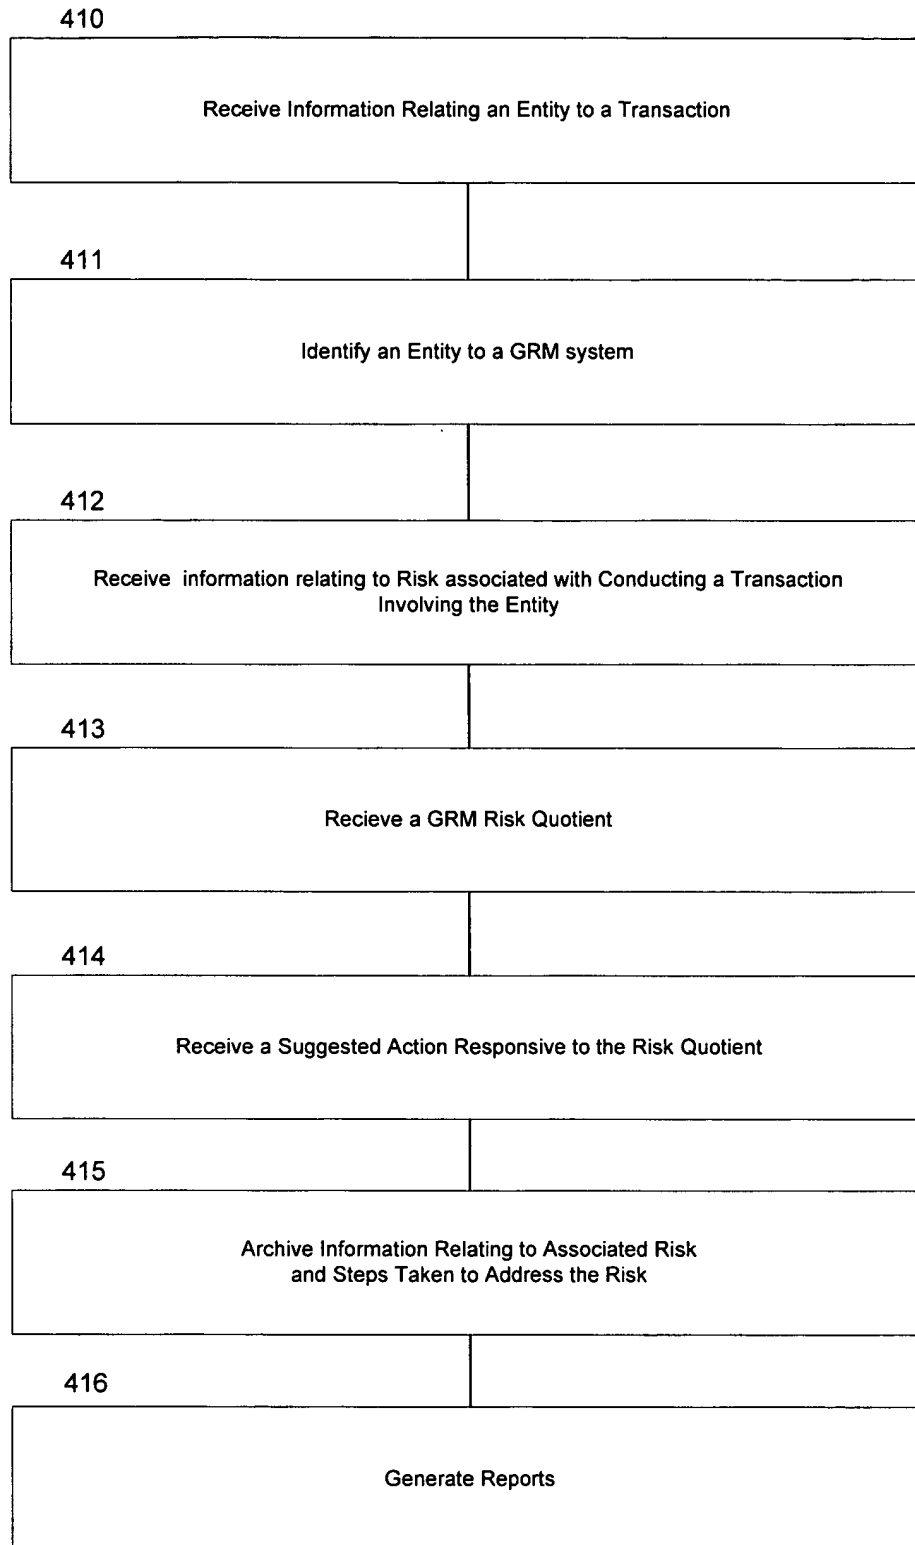 410
Receive Information Relating an Entity to a Transaction
411
Identify an Entity to a GRM system
412
Receive information relating to Risk associated with Conducting a Transaction
Involving the Entity
413
Recieve a GRM Risk Quotient
414
Receive a Suggested Action Responsive to the Risk Quotient
415
Archive Information Relating to Associated Risk
and Steps Taken to Address the Risk
416
Generate Reports